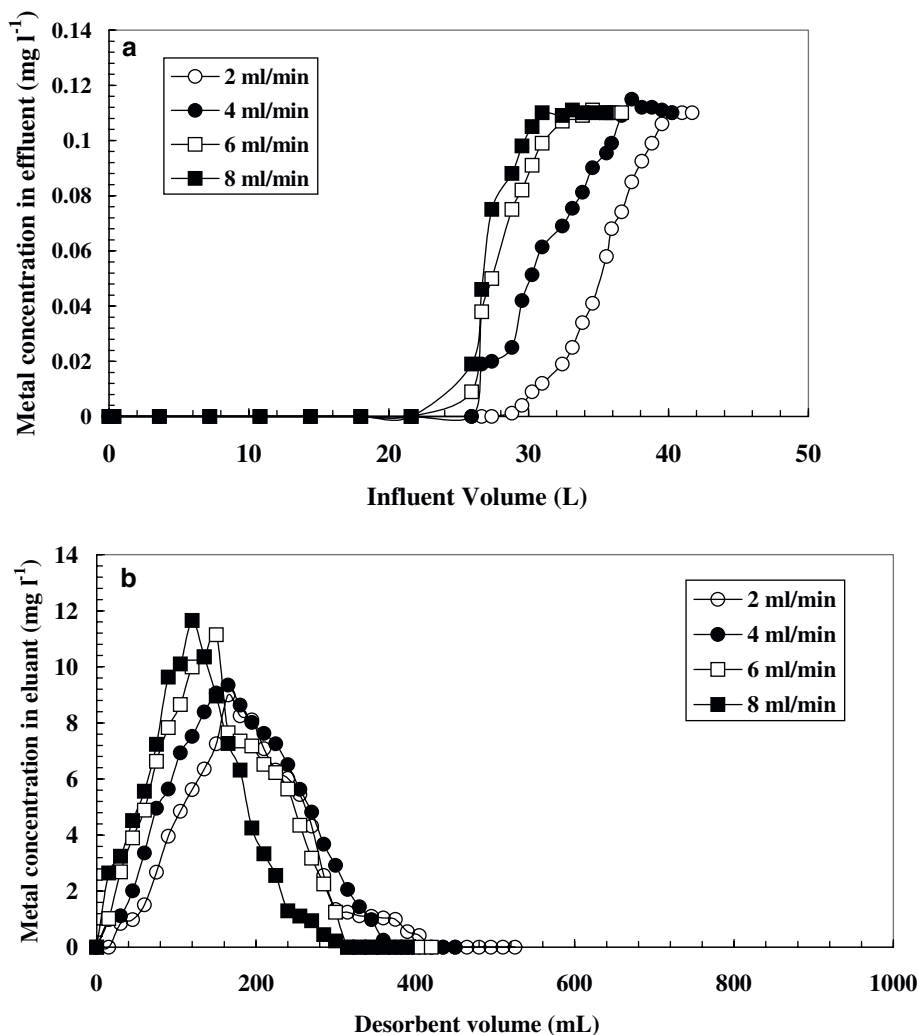 Metal concentration in effluent (mg l-1)
0.14
0.12
0.1
0.08
0.06
0.04
0.02
0
a
2 ml/min
4 ml/min
6 ml/min
8 ml/min
0 10 20 30 40 50
Influent Volume (L)
Metal concentration in eluant (mg l-1)
14
12
10
8
6
4
2
0
b
2 ml/min
4 ml/min
6 ml/min
8 ml/min
0 200 400 600 800 1000
Desorbent volume (mL)